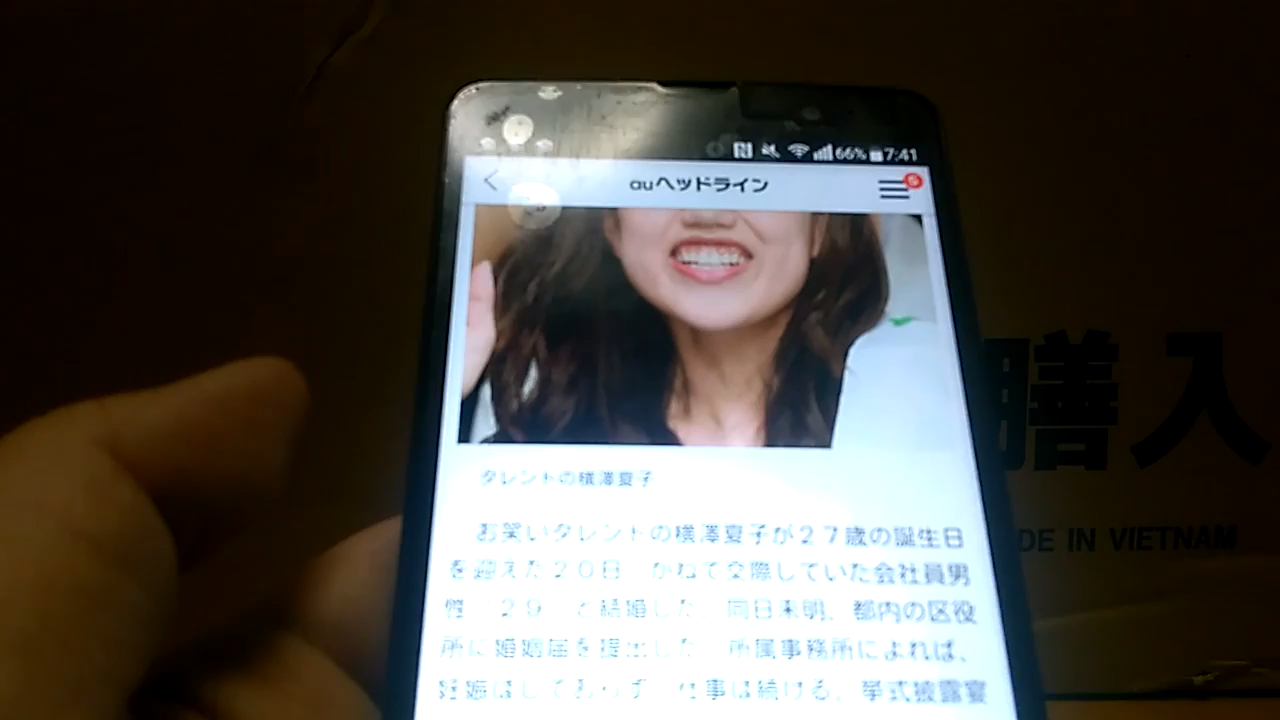 66% 7:41
auヘッドライン
5
タレントの横澤夏子
お笑いタレントの横澤夏子が27歳の誕生日
を迎えた20日 かねて交際していた会社員男
性 29 と結婚した 同日未明、都内の区役
所に婚姻届を提出した 所属事務所によれば、
妊娠はしておらず 仕事は続ける。挙式披露宴
膳 入
DE IN VIETNAM